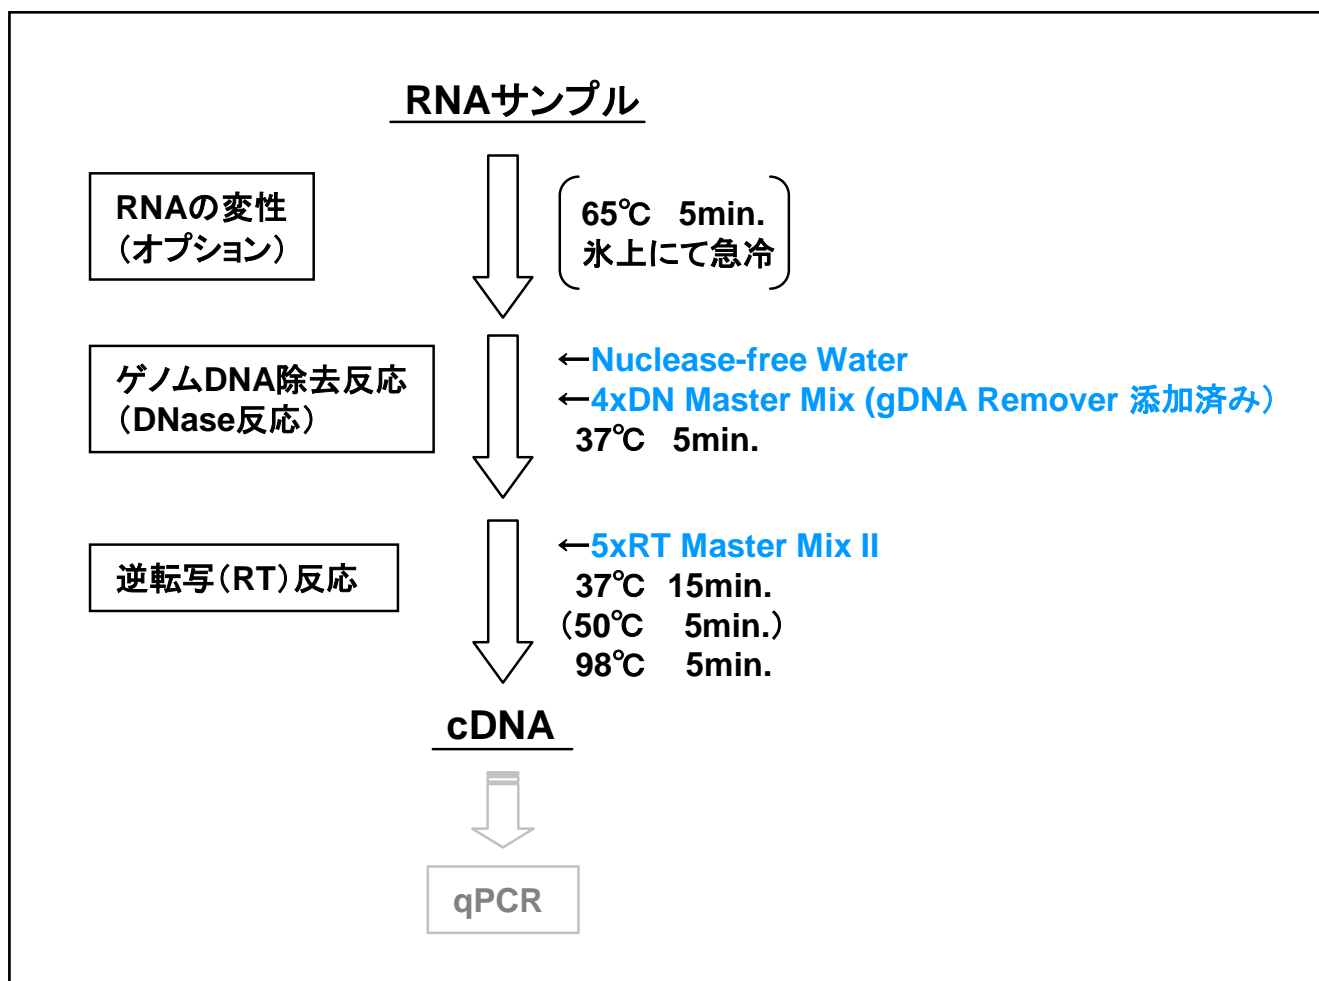 RNAサンプル
RNAの変性
（オプション）
65℃ 5min.
氷上にて急冷
ゲノムDNA除去反応
（DNase反応）
←Nuclease-free Water
←4xDN Master Mix (gDNA Remover 添加済み）
37℃ 5min.
逆転写（RT）反応
←5xRT Master Mix II
37℃ 15min.
（50℃ 5min.）
98℃ 5min.
cDNA
qPCR